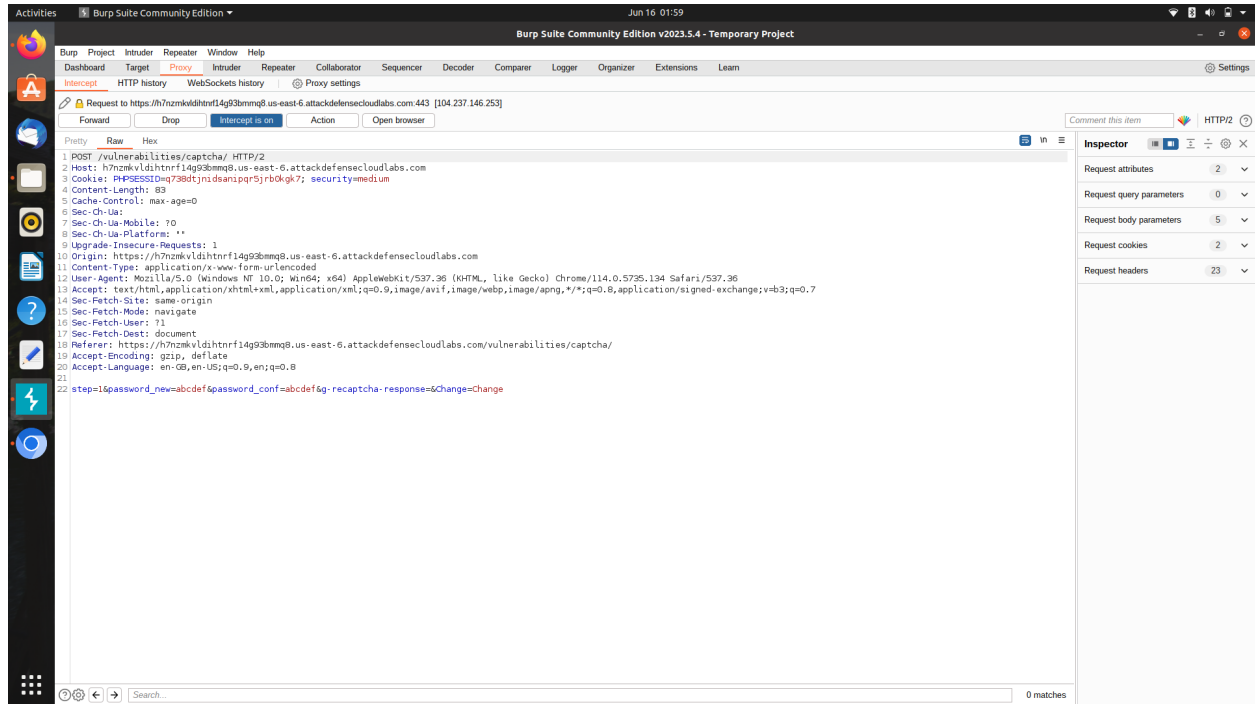 Activities Burp Suite Community Edition Jun 16 01:59
Burp Suite Community Edition v2023.5.4 - Temporary Project
Burp Project Intruder Repeater Window Help
Dashboard Target Proxy Intruder Repeater Collaborator Sequencer Decoder Comparer Logger Organizer Extensions Learn Settings
Intercept HTTP history WebSockets history Proxy settings
Request to https://h7nzmkvldihtnrf14g93bmmq8.us-east-6.attackdefensecloudlabs.com:443 [104.237.146.253]
Forward Drop Intercept is on Action Open browser Comment this item HTTP/2
Pretty Raw Hex \n
Inspector
Request attributes 2
Request query parameters 0
Request body parameters 5
Request cookies 2
Request headers 23
1 POST /vulnerabilities/captcha/ HTTP/2
2 Host: h7nzmkvldihtnrf14g93bmmq8.us-east-6.attackdefensecloudlabs.com
3 Cookie: PHPSESSID=q738dtjnidsanipqr5jrb0kgk7; security=medium
4 Content-Length: 83
5 Cache-Control: max-age=0
6 Sec-Ch-Ua:
7 Sec-Ch-Ua-Mobile: ?0
8 Sec-Ch-Ua-Platform: ""
9 Upgrade-Insecure-Requests: 1
10 Origin: https://h7nzmkvldihtnrf14g93bmmq8.us-east-6.attackdefensecloudlabs.com
11 Content-Type: application/x-www-form-urlencoded
12 User-Agent: Mozilla/5.0 (Windows NT 10.0; Win64; x64) AppleWebKit/537.36 (KHTML, like Gecko) Chrome/114.0.5735.134 Safari/537.36
13 Accept: text/html,application/xhtml+xml,application/xml;q=0.9,image/avif,image/webp,image/apng,*/*;q=0.8,application/signed-exchange;v=b3;q=0.7
14 Sec-Fetch-Site: same-origin
15 Sec-Fetch-Mode: navigate
16 Sec-Fetch-User: ?1
17 Sec-Fetch-Dest: document
18 Referer: https://h7nzmkvldihtnrf14g93bmmq8.us-east-6.attackdefensecloudlabs.com/vulnerabilities/captcha/
19 Accept-Encoding: gzip, deflate
20 Accept-Language: en-GB,en-US;q=0.9,en;q=0.8
21
22 step=1&password_new=abcdef&password_conf=abcdef&g-recaptcha-response=&Change=Change
Search... 0 matches